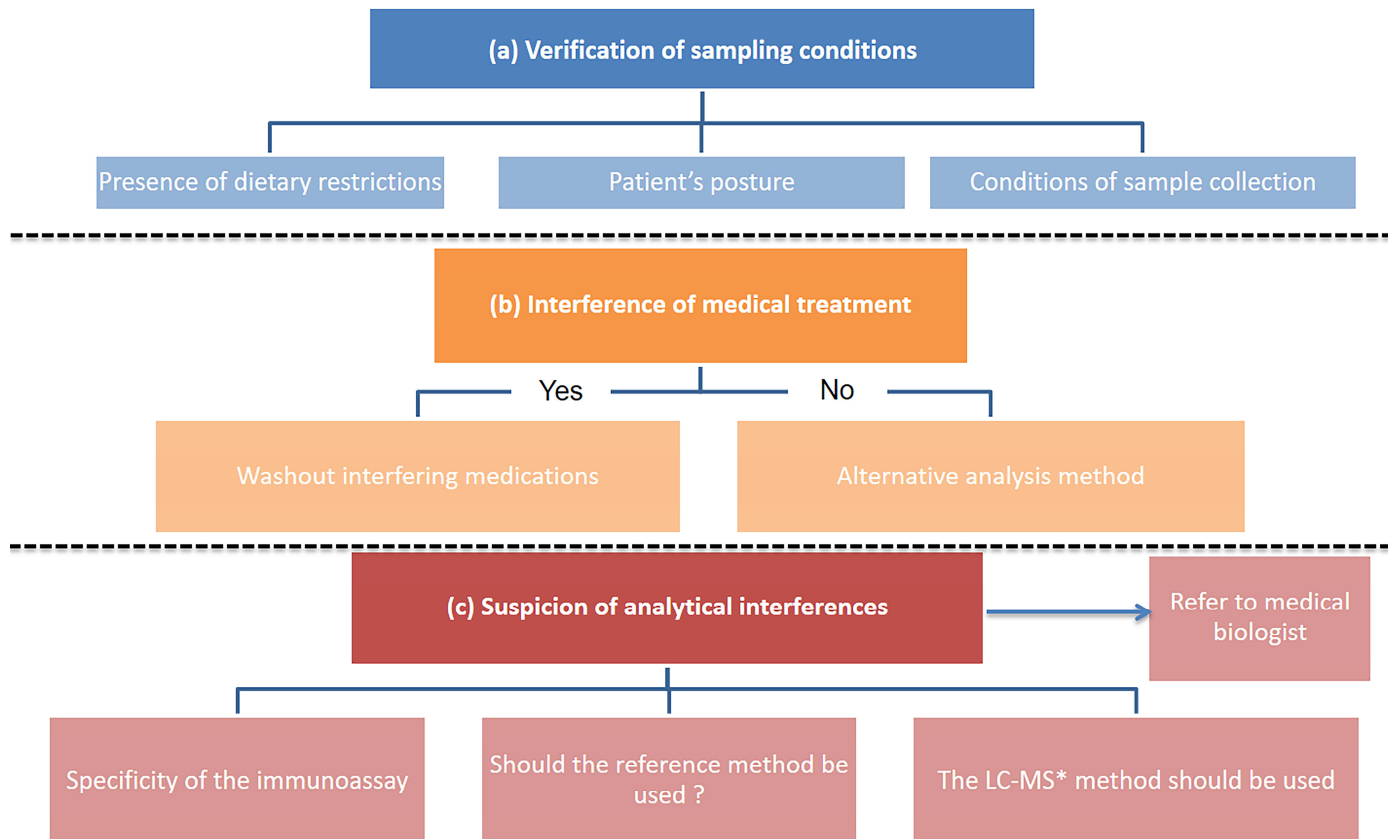 (a) Verification of sampling conditions
Presence of dietary restrictions
Patient’s posture
Conditions of sample collection
(b) Interference of medical treatment
Yes
No
Washout interfering medications
Alternative analysis method
(c) Suspicion of analytical interferences
Refer to medical
biologist
Specificity of the immunoassay
Should the reference method be
used ?
The LC-MS* method should be used